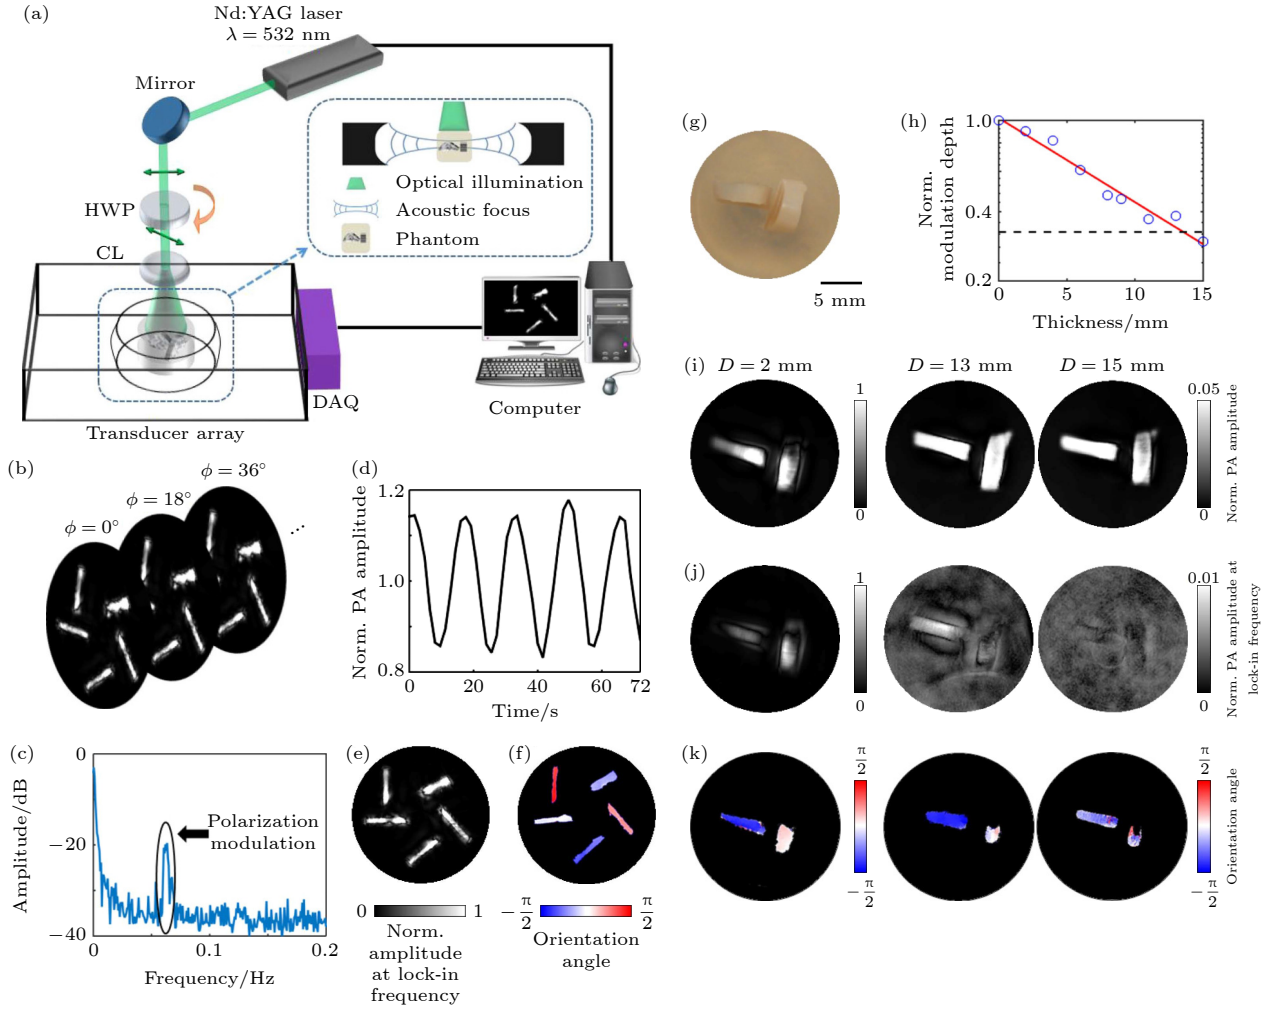 (a)
Nd:YAG laser
λ = 532 nm
Mirror
HWP
CL
Optical illumination
Acoustic focus
Phantom
DAQ
Computer
Transducer array
(b)
ϕ = 0°
ϕ = 18°
ϕ = 36°
...
(c)
Amplitude/dB
0
−20
−40
0
0.1
0.2
Frequency/Hz
Polarization
modulation
(d)
Norm. PA amplitude
1.2
1.0
0.8
0
20
40
60
72
Time/s
(e)
0
1
Norm.
amplitude
at lock-in
frequency
(f)
−π/2
π/2
Orientation
angle
(g)
5 mm
(h)
Norm.
modulation depth
1.0
0.4
0.2
0
5
10
15
Thickness/mm
(i)
D = 2 mm
D = 13 mm
D = 15 mm
1
0
0.05
0
Norm. PA amplitude
(j)
1
0
0.01
0
Norm. PA amplitude at
lock-in frequency
(k)
π/2
−π/2
π/2
−π/2
Orientation angle